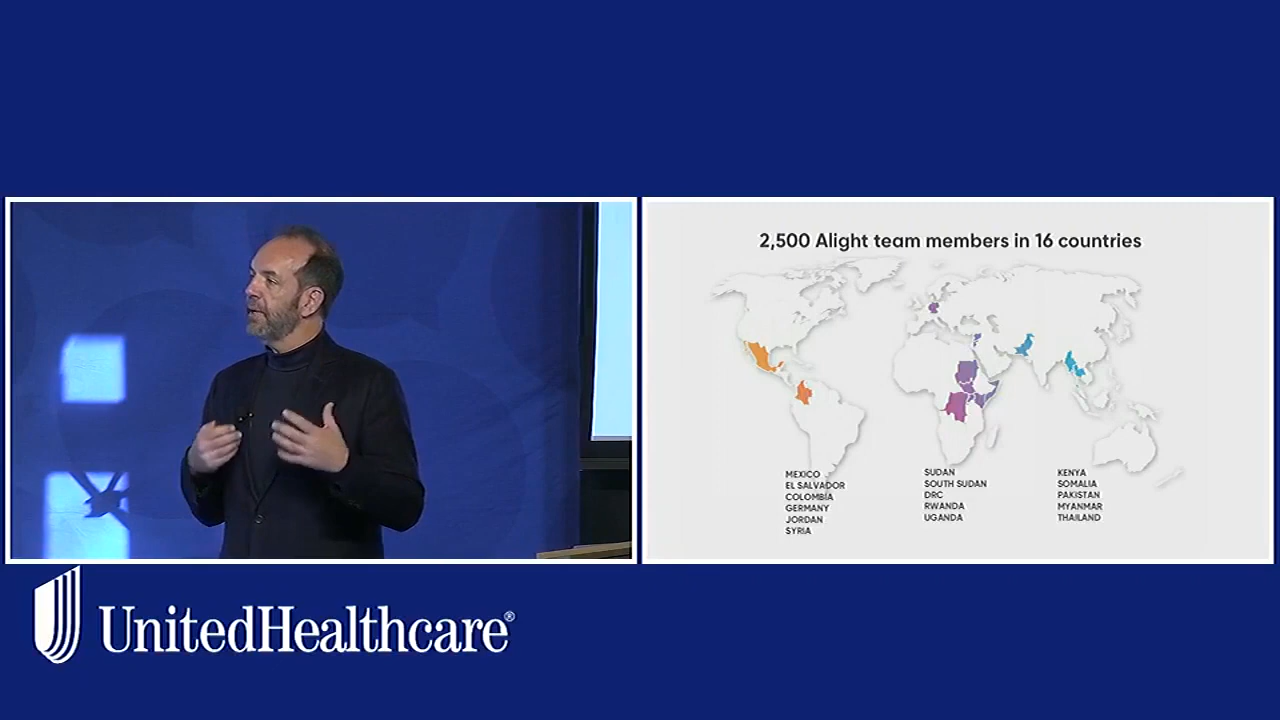 2,500 Alight team members in 16 countries
MEXICO
EL SALVADOR
COLOMBIA
GERMANY
JORDAN
SYRIA
SUDAN
SOUTH SUDAN
DRC
RWANDA
UGANDA
KENYA
SOMALIA
PAKISTAN
MYANMAR
THAILAND
UnitedHealthcare®